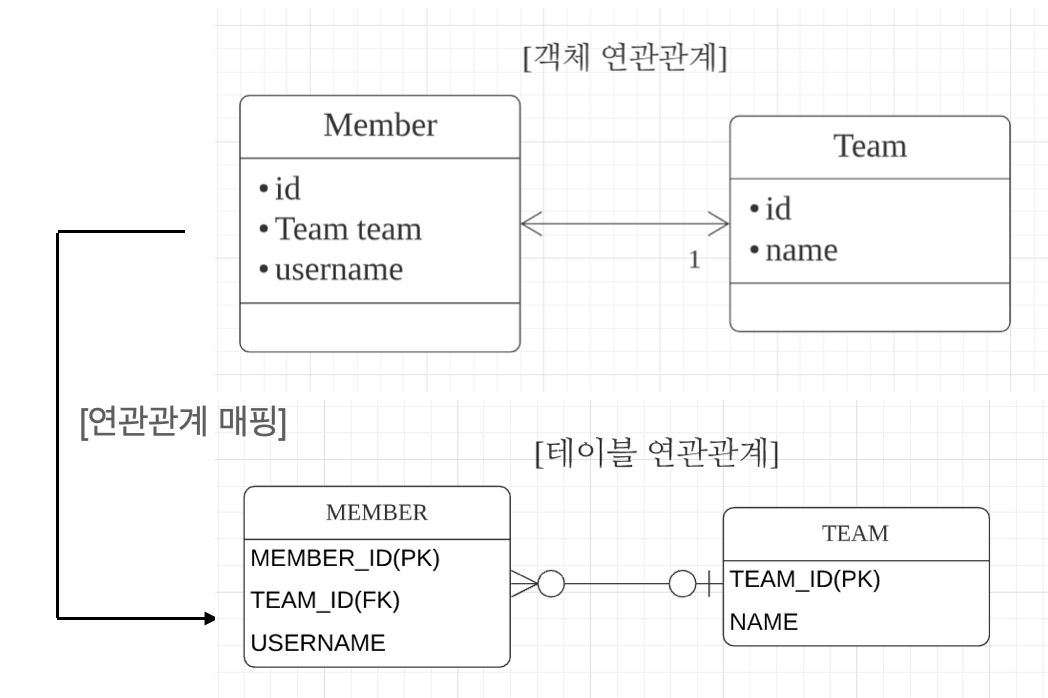 [객체 연관관계]
Member
• id
• Team team
• username
1
Team
• id
• name
[연관관계 매핑]
[테이블 연관관계]
MEMBER
MEMBER_ID(PK)
TEAM_ID(FK)
USERNAME
TEAM
TEAM_ID(PK)
NAME